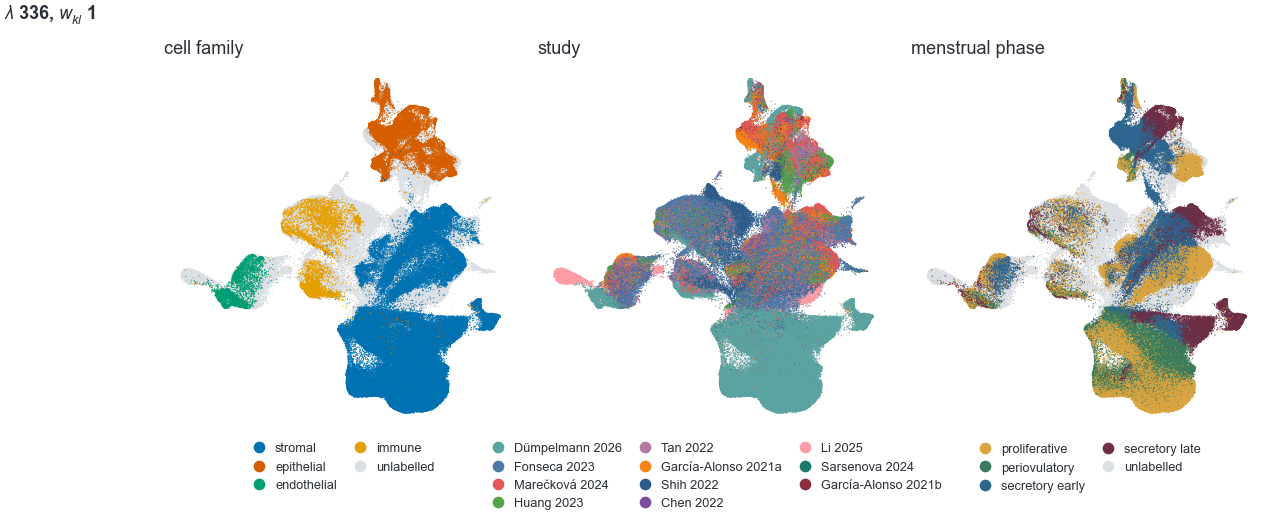 λ 336, wkl 1
cell family
study
menstrual phase
stromal
epithelial
endothelial
immune
unlabelled
Dümpelmann 2026
Fonseca 2023
Marečková 2024
Huang 2023
Tan 2022
García-Alonso 2021a
Shih 2022
Chen 2022
Li 2025
Sarsenova 2024
García-Alonso 2021b
proliferative
periovulatory
secretory early
secretory late
unlabelled